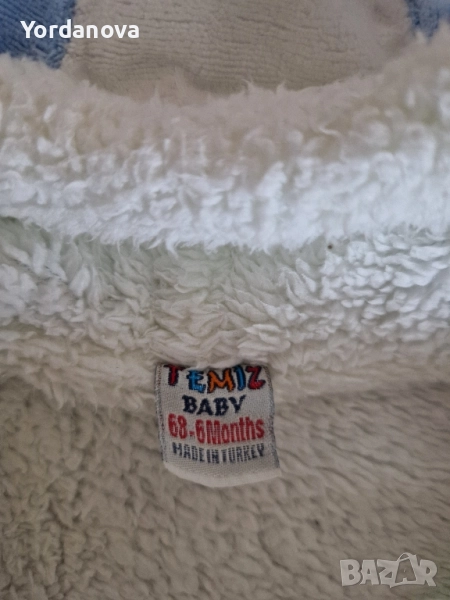 Yordanova
TEMIZ
BABY
68-6Months
MADE IN TURKEY
BAZAR